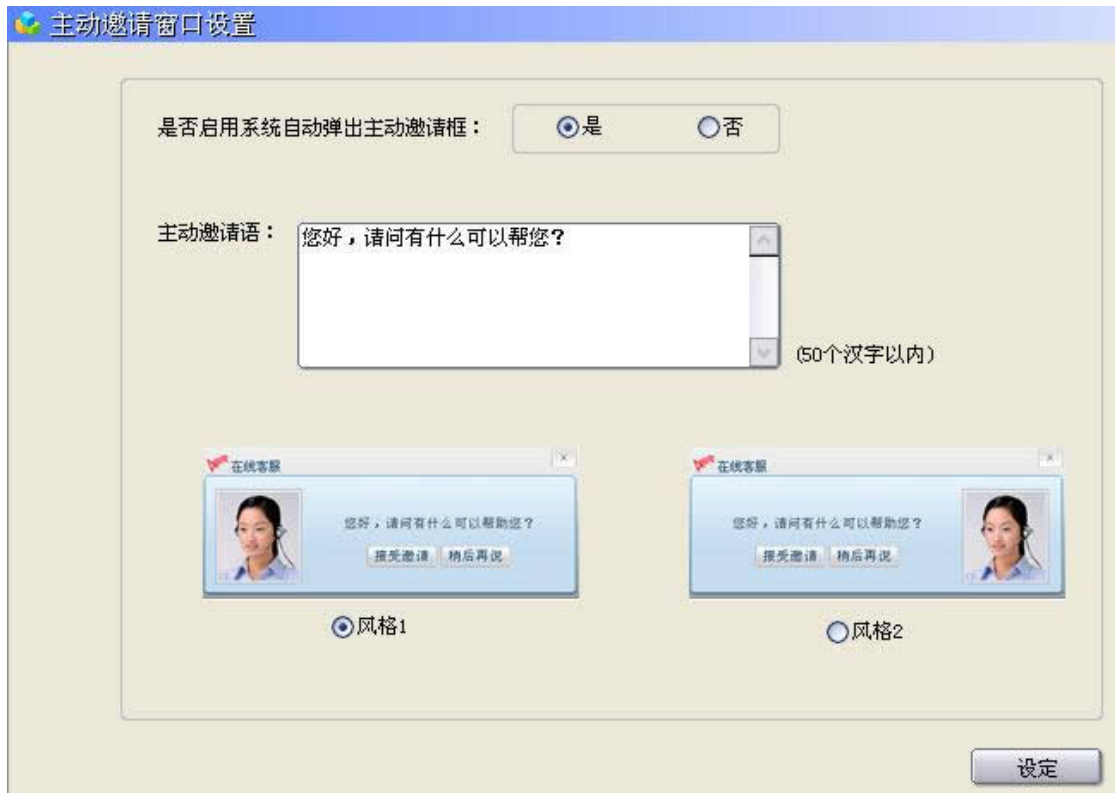 主动邀请窗口设置
是否启用系统自动弹出主动邀请框：
是
否
主动邀请语：
您好，请问有什么可以帮您？
(50个汉字以内)
在线客服
您好，请问有什么可以帮助您？
接受邀请 稍后再说
风格1
在线客服
您好，请问有什么可以帮助您？
接受邀请 稍后再说
风格2
设定